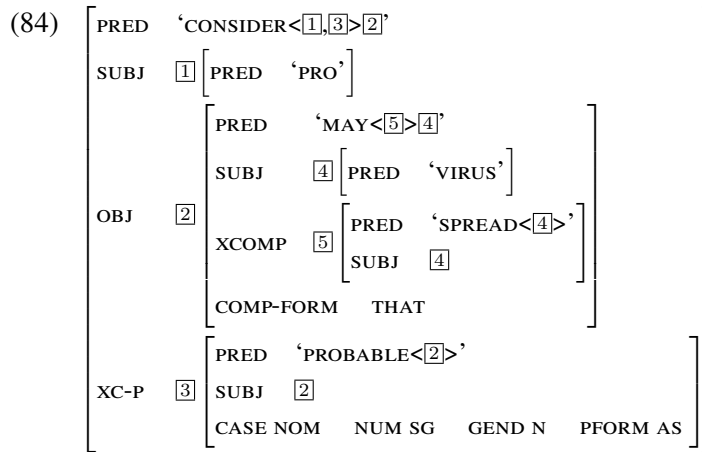 (84) PRED ‘CONSIDER<1,3>2’
SUBJ 1 PRED ‘PRO’
PRED ‘MAY<5>4’
SUBJ 4 PRED ‘VIRUS’
OBJ 2
PRED ‘SPREAD<4>’
XCOMP 5
SUBJ 4
COMP-FORM THAT
PRED ‘PROBABLE<2>’
XC-P 3 SUBJ 2
CASE NOM NUM SG GEND N PFORM AS